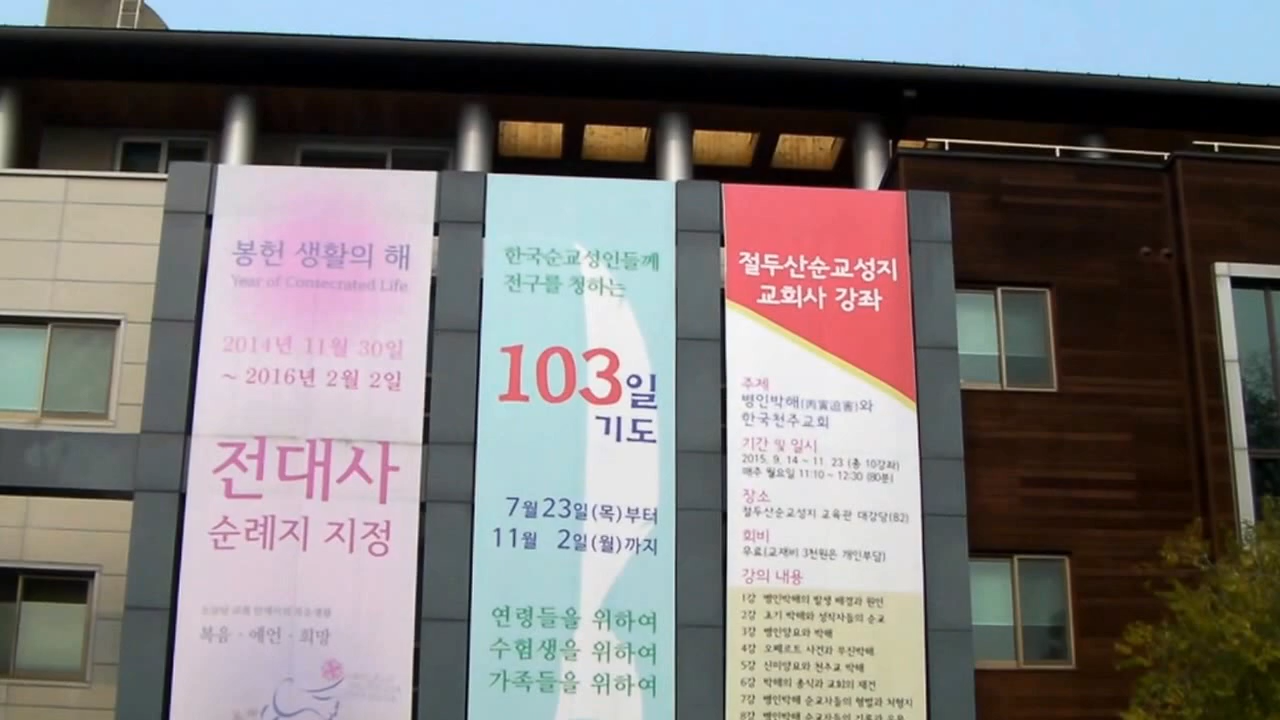 봉헌 생활의 해
Year of Consecrated Life
2014년 11월 30일
~ 2016년 2월 2일
전대사
순례지 지정
복음·예언·희망
한국순교성인들께
전구를 청하는
103일
기도
7월23일(목)부터
11월 2일(월)까지
연령들을 위하여
수험생을 위하여
가족들을 위하여
절두산순교성지
교회사 강좌
주제
병인박해(丙寅迫害)와
한국천주교회
기간 및 일시
2015. 9. 14 ~ 11. 23 (총 10강좌)
매주 월요일 11:10 ~ 12:30 (80분)
장소
절두산순교성지 교육관 대강당(B2)
회비
무료(교재비 3천원은 개인부담)
강의 내용
1강 병인박해의 발생 배경과 원인
2강 초기 박해와 성직자들의 순교
3강 병인양요와 박해
4강 오페르트 사건과 무진박해
5강 신미양요와 천주교 박해
6강 박해의 종식과 교회의 재건
7강 병인박해 순교자들의 형벌과 처형지
8강 병인박해 순교자들의